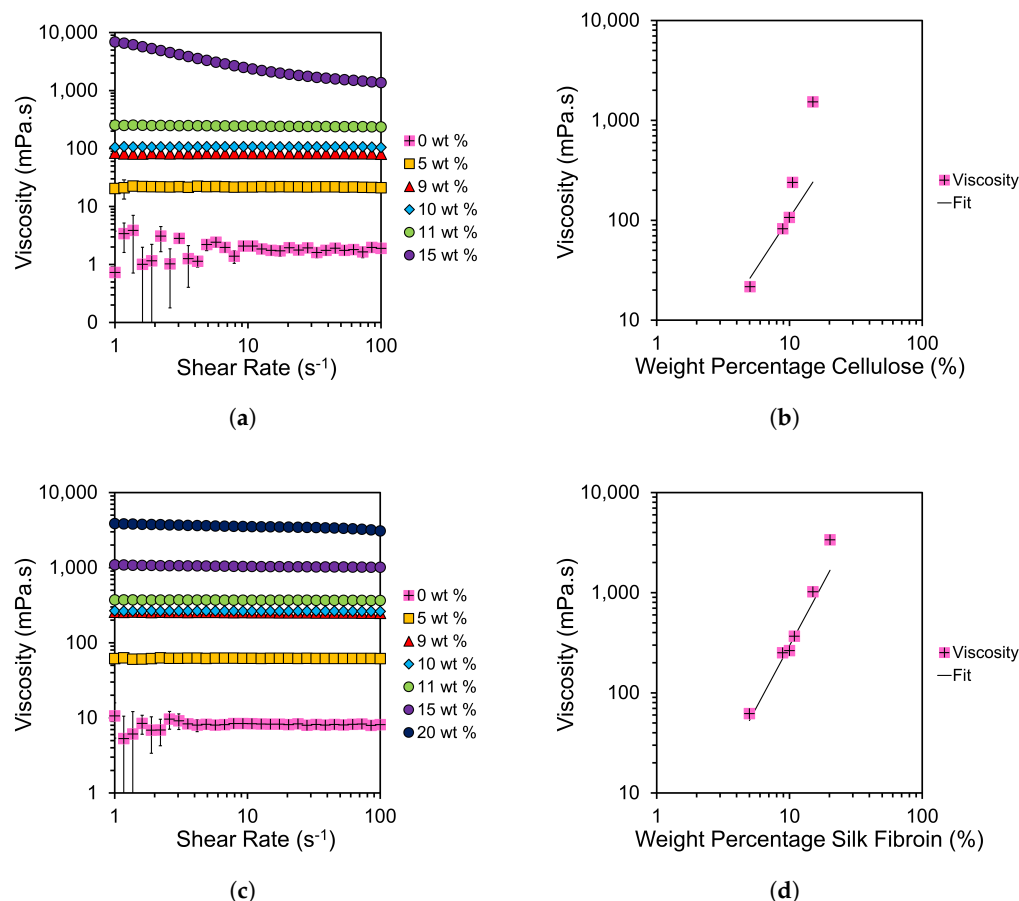 10,000
1,000
100
10
1
0
Viscosity (mPa.s)
1
10
100
Shear Rate (s-1)
0 wt %
5 wt %
9 wt %
10 wt %
11 wt %
15 wt %
(a)
10,000
1,000
100
10
Viscosity (mPa.s)
1
10
100
Weight Percentage Cellulose (%)
Viscosity
Fit
(b)
10,000
1,000
100
10
1
Viscosity (mPa.s)
1
10
100
Shear Rate (s-1)
0 wt %
5 wt %
9 wt %
10 wt %
11 wt %
15 wt %
20 wt %
(c)
10,000
1,000
100
10
Viscosity (mPa.s)
1
10
100
Weight Percentage Silk Fibroin (%)
Viscosity
Fit
(d)